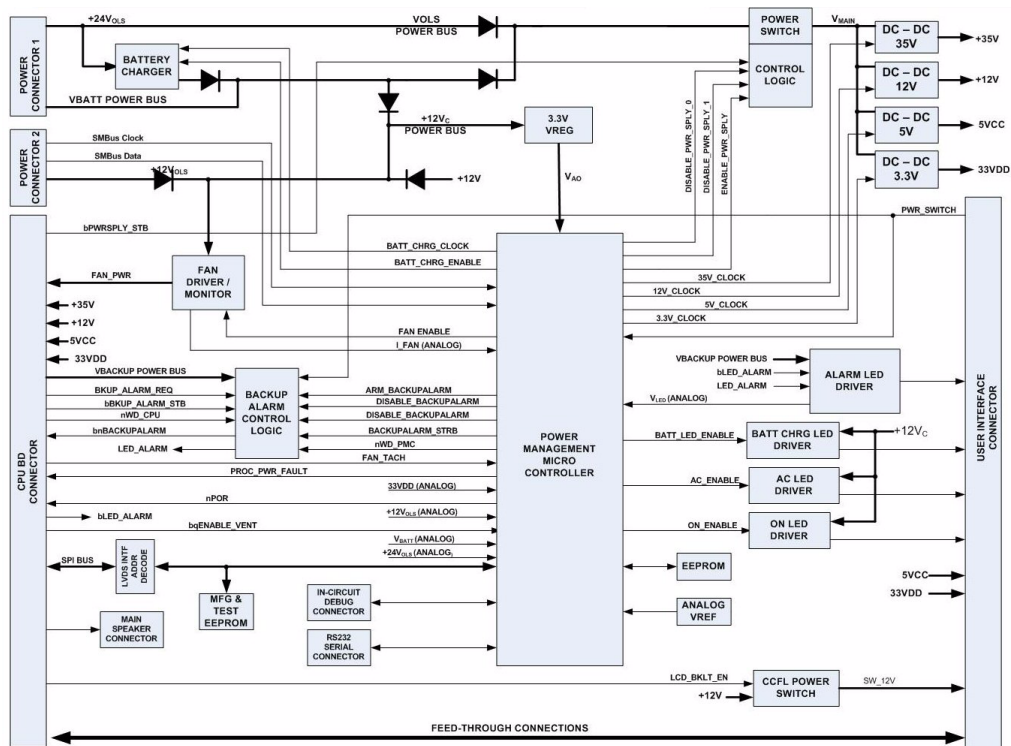 +24VOLS
VOLS
POWER BUS
POWER CONNECTOR 1
BATTERY
CHARGER
VBATT POWER BUS
POWER
SWITCH
CONTROL
LOGIC
VMAIN
DC – DC
35V
+35V
DC – DC
12V
+12V
DC – DC
5V
5VCC
DC – DC
3.3V
33VDD
POWER CONNECTOR 2
SMBus Clock
SMBus Data
+12VOLS
+12VC
POWER BUS
3.3V
VREG
VAO
+12V
DISABLE_PWR_SPLY_0
DISABLE_PWR_SPLY_1
ENABLE_PWR_SPLY
PWR_SWITCH
bPWRSPLY_STB
BATT_CHRG_CLOCK
BATT_CHRG_ENABLE
FAN_PWR
FAN
DRIVER /
MONITOR
35V_CLOCK
12V_CLOCK
5V_CLOCK
3.3V_CLOCK
+35V
+12V
5VCC
33VDD
FAN ENABLE
I_FAN (ANALOG)
VBACKUP POWER BUS
BKUP_ALARM_REQ
bBKUP_ALARM_STB
nWD_CPU
bnBACKUPALARM
LED_ALARM
BACKUP
ALARM
CONTROL
LOGIC
ARM_BACKUPALARM
DISABLE_BACKUPALARM
DISABLE_BACKUPALARM
BACKUPALARM_STRB
nWD_PMC
FAN_TACH
PROC_PWR_FAULT
33VDD (ANALOG)
nPOR
bLED_ALARM
+12VOLS (ANALOG)
bqENABLE_VENT
VBATT (ANALOG)
+24VOLS (ANALOG)
CPU BD CONNECTOR
POWER
MANAGEMENT
MICRO
CONTROLLER
VBACKUP POWER BUS
bLED_ALARM
LED_ALARM
ALARM LED
DRIVER
VLED (ANALOG)
BATT_LED_ENABLE
BATT CHRG LED
DRIVER
+12VC
AC_ENABLE
AC LED
DRIVER
ON_ENABLE
ON LED
DRIVER
USER INTERFACE CONNECTOR
SPI BUS
LVDS INTF
ADDR
DECODE
MFG &
TEST
EEPROM
IN-CIRCUIT
DEBUG
CONNECTOR
RS232
SERIAL
CONNECTOR
MAIN
SPEAKER
CONNECTOR
EEPROM
ANALOG
VREF
5VCC
33VDD
LCD_BKLT_EN
+12V
CCFL POWER
SWITCH
SW_12V
FEED-THROUGH CONNECTIONS